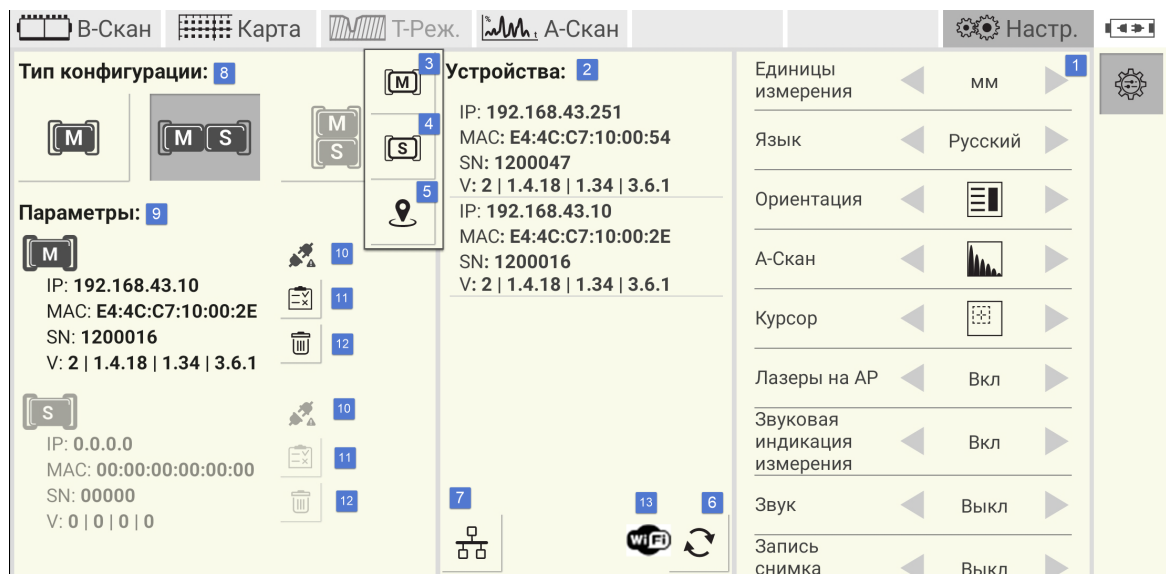 В-Скан
Карта
Т-Реж.
А-Скан
Настр.
Тип конфигурации: 8
M
M S
M
S
Параметры: 9
M
10
IP: 192.168.43.10
MAC: E4:4C:C7:10:00:2E
11
SN: 1200016
12
V: 2 | 1.4.18 | 1.34 | 3.6.1
S
10
IP: 0.0.0.0
MAC: 00:00:00:00:00:00
11
SN: 00000
12
V: 0 | 0 | 0 | 0
3
M
4
S
5
Устройства: 2
IP: 192.168.43.251
MAC: E4:4C:C7:10:00:54
SN: 1200047
V: 2 | 1.4.18 | 1.34 | 3.6.1
IP: 192.168.43.10
MAC: E4:4C:C7:10:00:2E
SN: 1200016
V: 2 | 1.4.18 | 1.34 | 3.6.1
7
13
6
WiFi
1
Единицы
измерения
мм
Язык
Русский
Ориентация
А-Скан
Курсор
Лазеры на АР
Вкл
Звуковая
индикация
измерения
Вкл
Звук
Выкл
Запись
снимка
Выкл